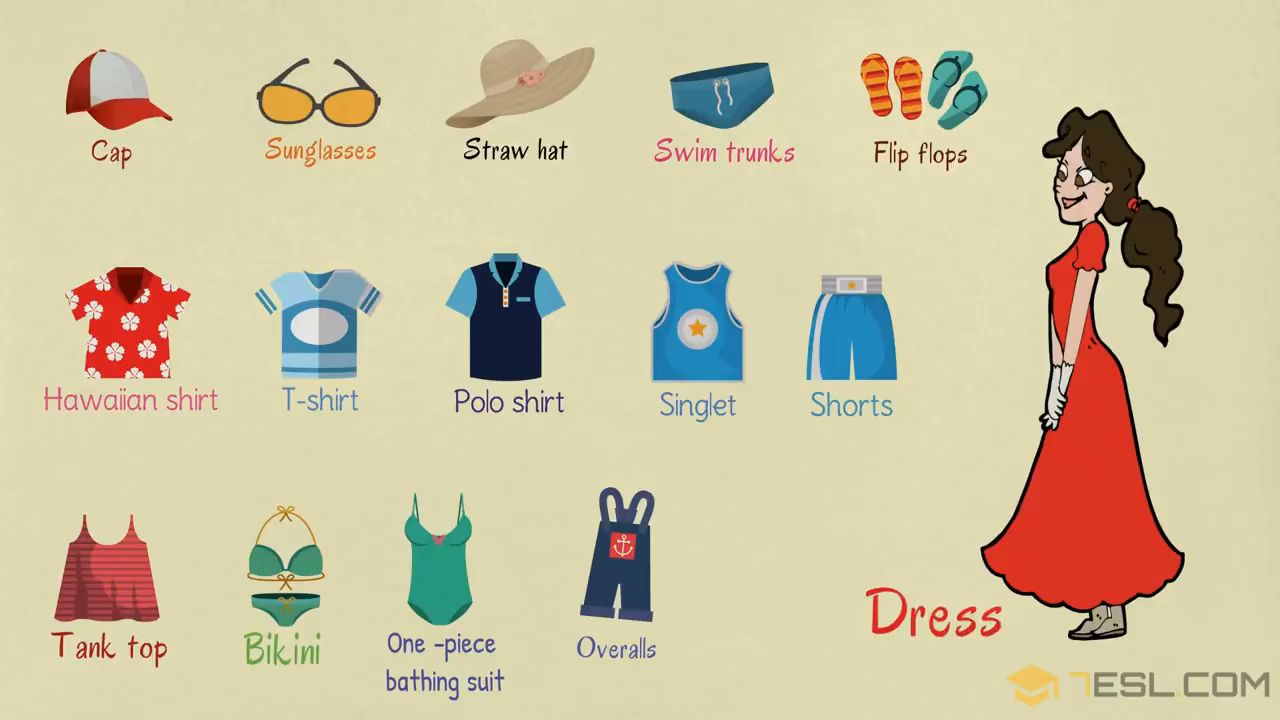 Cap
Sunglasses
Straw hat
Swim trunks
Flip flops
Hawaiian shirt
T-shirt
Polo shirt
Singlet
Shorts
Tank top
Bikini
One -piece
bathing suit
Overalls
Dress
7ESL.COM